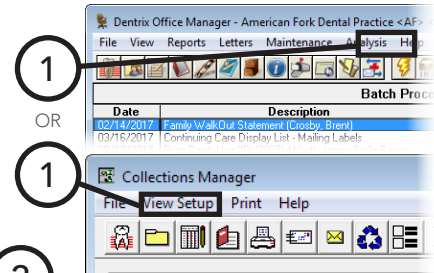 Dentrix Office Manager - American Fork Dental Practice <AF>
File View Reports Letters Maintenance Analysis Help
1
Batch Proce
Date Description
OR
02/14/2017 Family WalkOut Statement (Crosby, Brent)
03/16/2017 Continuing Care Display List - Mailing Labels
1
Collections Manager
File View Setup Print Help